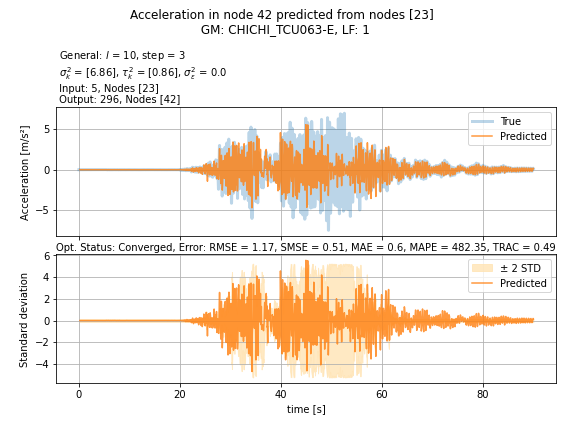 Acceleration in node 42 predicted from nodes [23]
GM: CHICHI_TCU063-E, LF: 1
General: l = 10, step = 3
σ²ₖ = [6.86], τ²ₖ = [0.86], σ²_ε = 0.0
Input: 5, Nodes [23]
Output: 296, Nodes [42]
Acceleration [m/s²]
5
0
−5
True
Predicted
Opt. Status: Converged, Error: RMSE = 1.17, SMSE = 0.51, MAE = 0.6, MAPE = 482.35, TRAC = 0.49
Standard deviation
6
4
2
0
−2
−4
± 2 STD
Predicted
0 20 40 60 80
time [s]